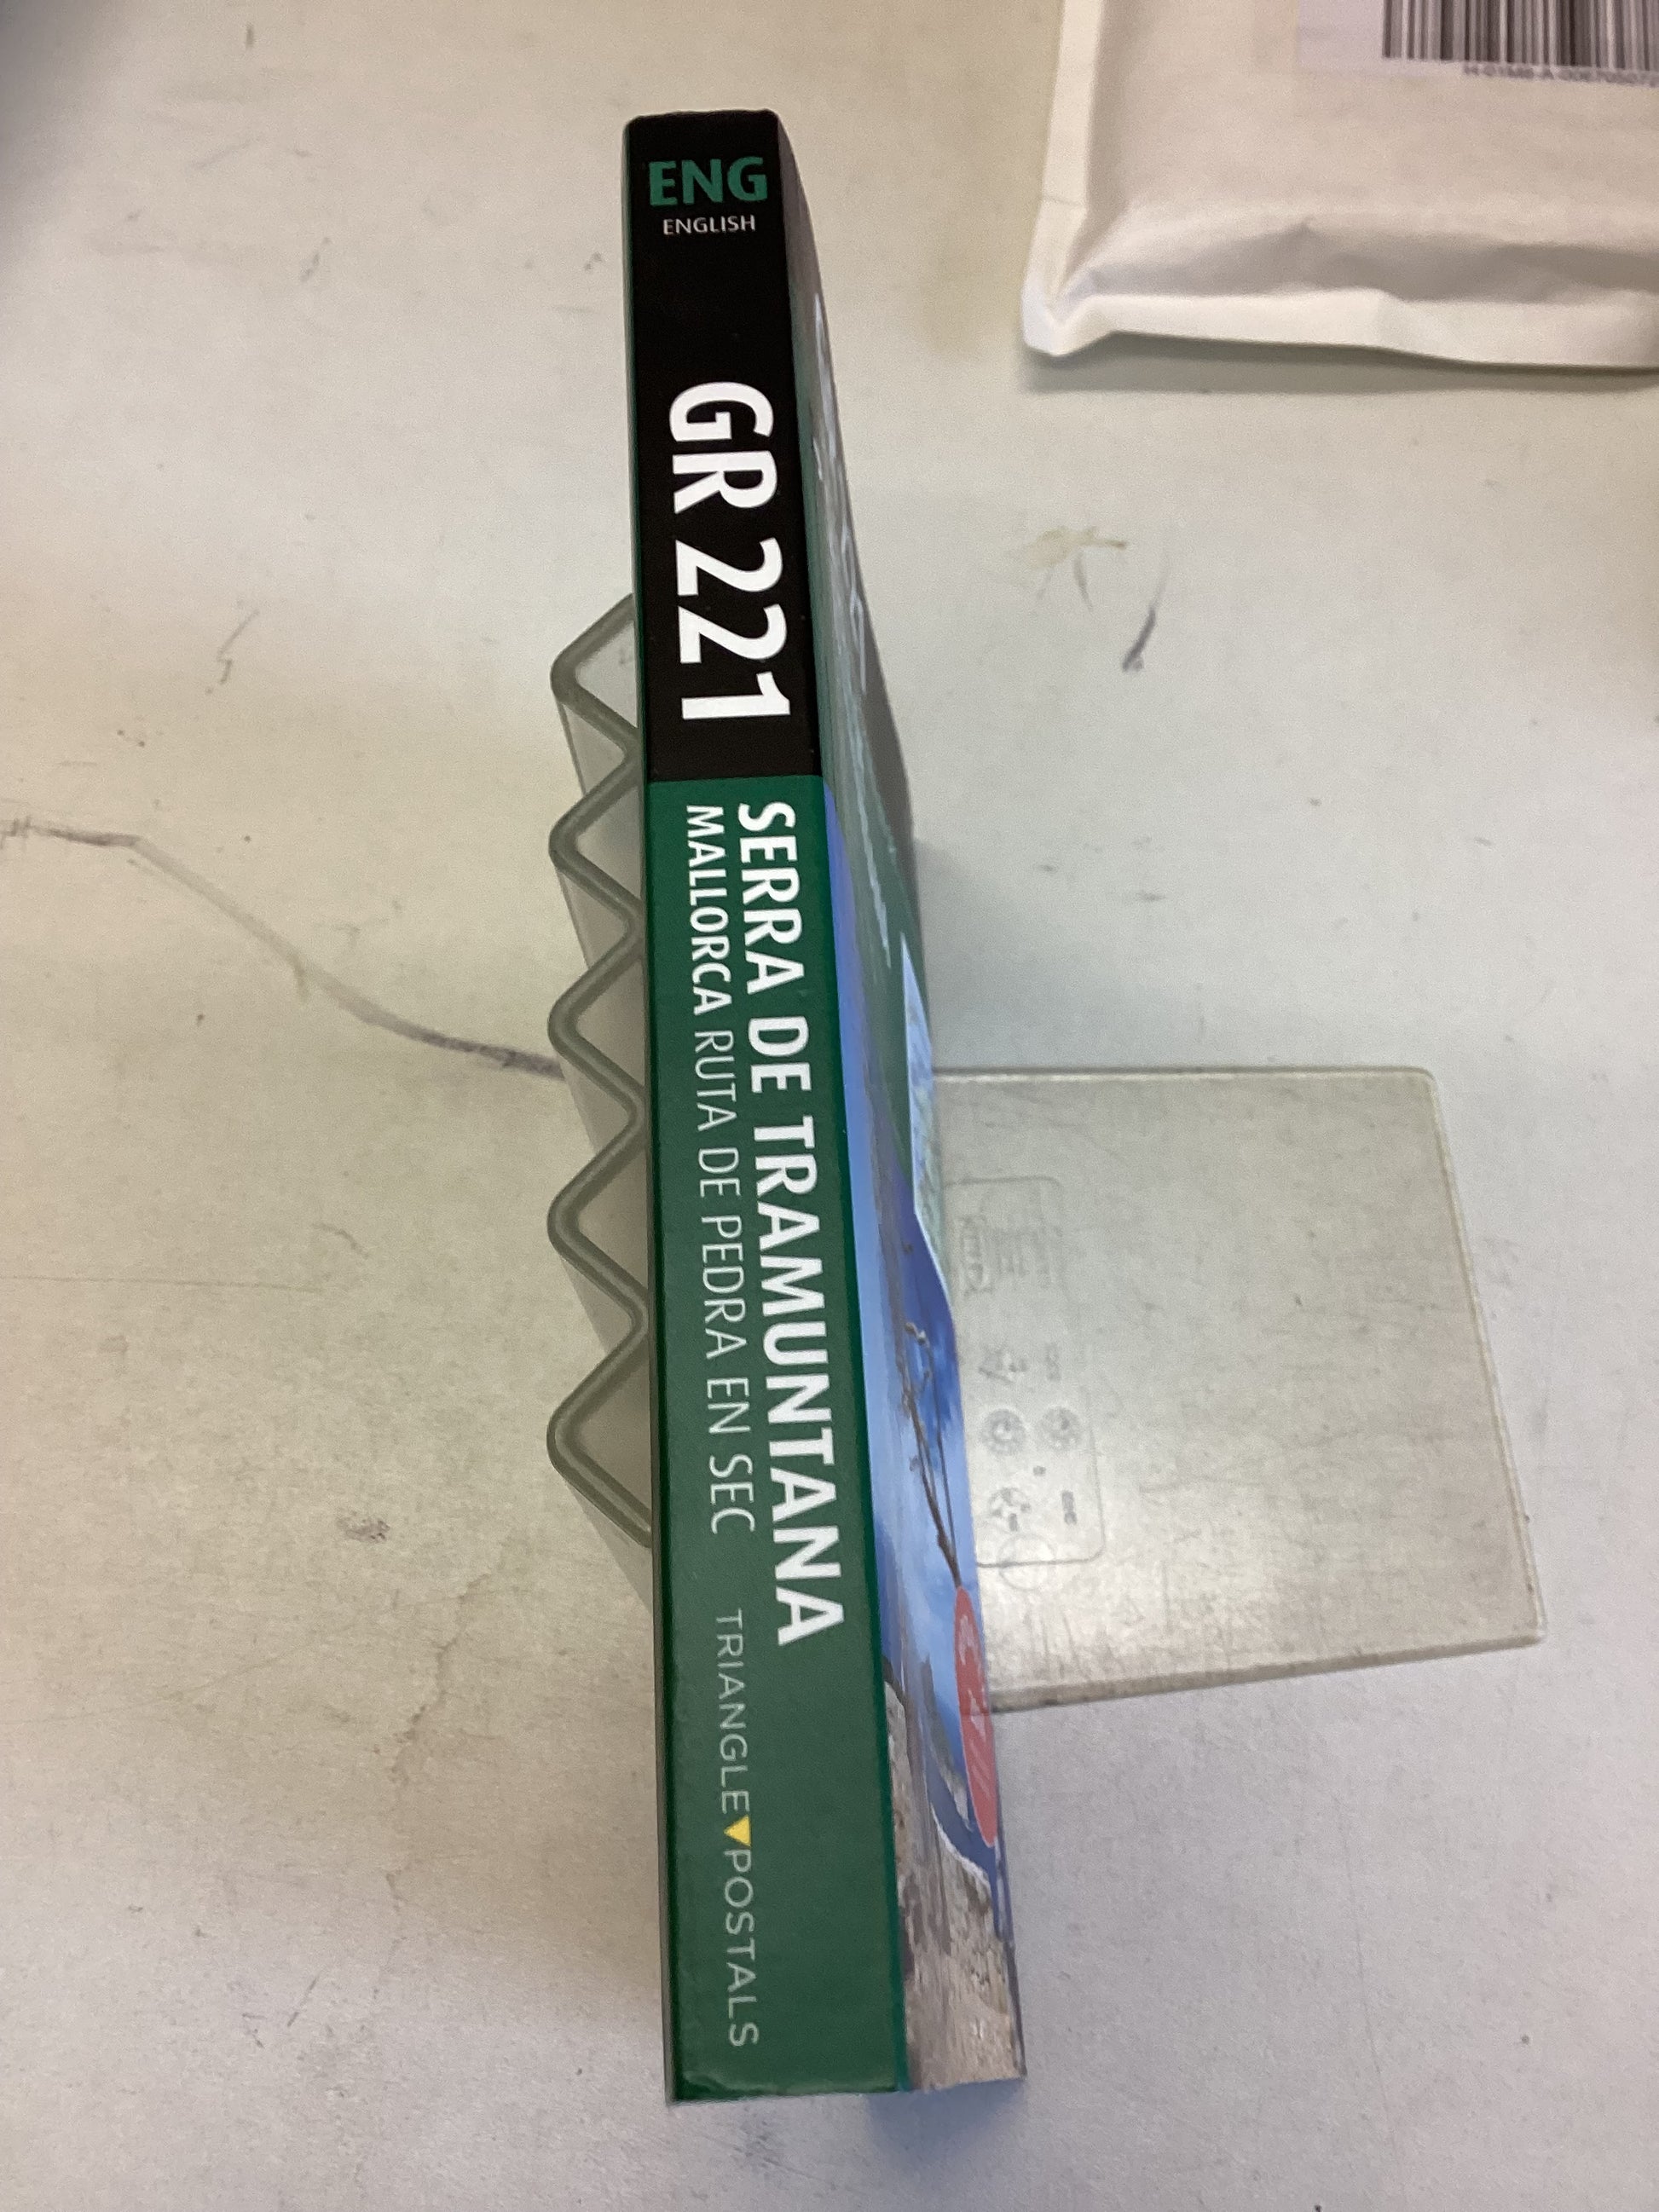 ENG
ENGLISH
GR 221
SERRA DE TRAMUNTANA
MALLORCA RUTA DE PEDRA EN SEC
TRIANGLE POSTALS